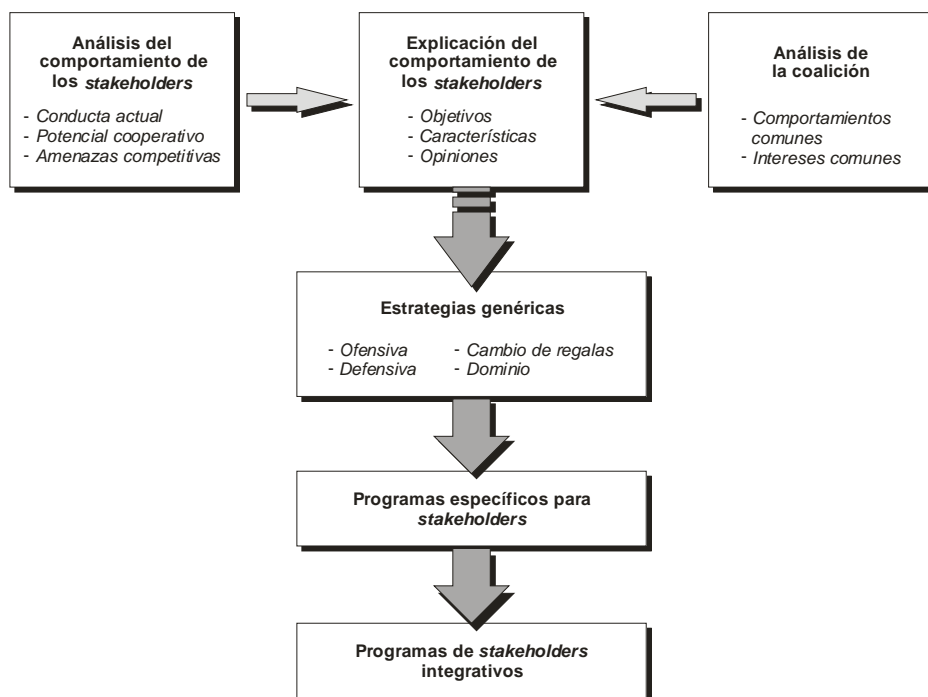 Análisis del
comportamiento de
los stakeholders
- Conducta actual
- Potencial cooperativo
- Amenazas competitivas
Explicación del
comportamiento de
los stakeholders
- Objetivos
- Características
- Opiniones
Análisis de
la coalición
- Comportamientos
comunes
- Intereses comunes
Estrategias genéricas
- Ofensiva - Cambio de regalas
- Defensiva - Dominio
Programas específicos para
stakeholders
Programas de stakeholders
integrativos